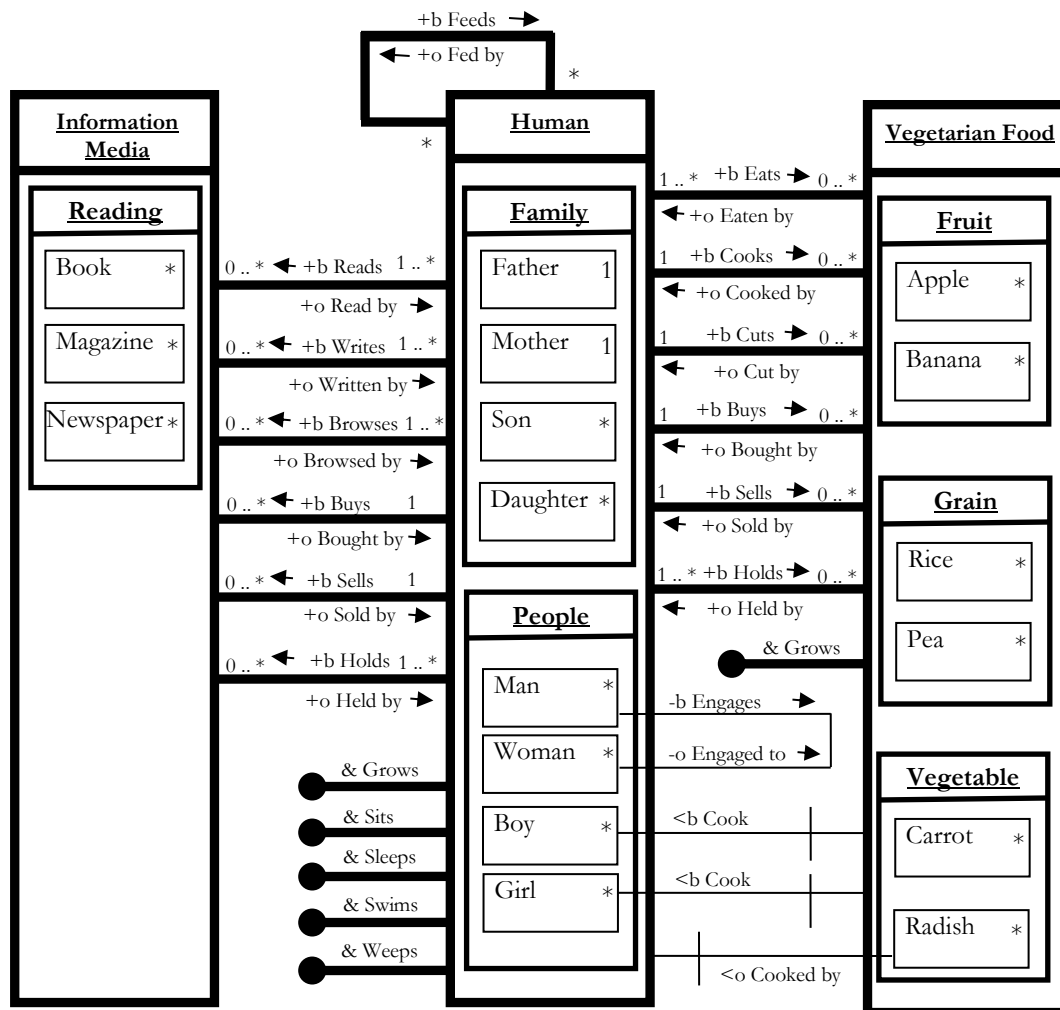 +b Feeds
+o Fed by
*
*
Information
Media
Reading
Book *
Magazine *
Newspaper *
0 .. * +b Reads 1 .. *
+o Read by
0 .. * +b Writes 1 .. *
+o Written by
0 .. * +b Browses 1 .. *
+o Browsed by
0 .. * +b Buys 1
+o Bought by
0 .. * +b Sells 1
+o Sold by
0 .. * +b Holds 1 .. *
+o Held by
& Grows
& Sits
& Sleeps
& Swims
& Weeps
Human
Family
Father 1
Mother 1
Son *
Daughter *
People
Man *
Woman *
Boy *
Girl *
1 .. * +b Eats 0 .. *
+o Eaten by
1 +b Cooks 0 .. *
+o Cooked by
1 +b Cuts 0 .. *
+o Cut by
1 +b Buys 0 .. *
+o Bought by
1 +b Sells 0 .. *
+o Sold by
1 .. * +b Holds 0 .. *
+o Held by
& Grows
-b Engages
-o Engaged to
<b Cook
<b Cook
<o Cooked by
Vegetarian Food
Fruit
Apple *
Banana *
Grain
Rice *
Pea *
Vegetable
Carrot *
Radish *